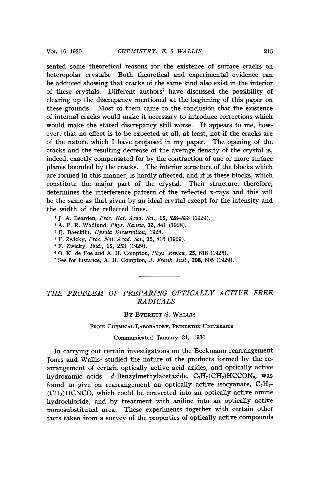 VOL. 16, 1930 CHEMISTRY: E. S. WALLIS 215
sented some theoretical reasons for the existence of surface cracks on
heteropolar crystals. Both theoretical and experimental evidence can
be adduced showing that cracks of the same kind also exist in the interior
of these crystals. Different authors⁷ have discussed the possibility of
clearing up the discrepancy mentioned at the beginning of this paper on
these grounds. Most of them came to the conclusion that the existence
of internal cracks would make it necessary to introduce corrections which
would make the stated discrepancy still worse. It appears to me, how-
ever, that no effect is to be expected at all, at least, not if the cracks are
of the nature which I have proposed in my paper. The opening of the
cracks and the resulting decrease of the average density of the crystal is,
indeed, exactly compensated for by the contraction of one or more surface
planes bounded by the cracks. The interior structure of the blocks which
are formed in this manner, is hardly affected, and it is these blocks, which
constitute the major part of the crystal. Their structure, therefore,
determines the interference pattern of the reflected x-rays and this will
be the same as that given by an ideal crystal except for the intensity and
the width of the reflected lines.
¹ J. A. Bearden, Proc. Nat. Acad. Sci., 15, 528–533 (1929).
² A. P. R. Wadlund, Phys. Review, 32, 841 (1928).
³ E. Baecklin, Upsala Dissertation, 1928.
⁴ F. Zwicky, Proc. Nat. Acad. Sci., 15, 816 (1929).
⁵ F. Zwicky, Ibid., 15, 253 (1929).
⁶ O. K. de Foe and A. H. Compton, Phys. Review, 25, 618 (1925).
⁷ See for instance, A. H. Compton, J. Frank. Inst., 208, 605 (1929).
THE PROBLEM OF PREPARING OPTICALLY ACTIVE FREE
RADICALS
BY EVERETT S. WALLIS
FRICK CHEMICAL LABORATORY, PRINCETON UNIVERSITY
Communicated January 21, 1930
In carrying out certain investigations on the Beckmann rearrangement
Jones and Wallis¹ studied the nature of the products formed by the re-
arrangement of certain optically active acid azides, and optically active
hydroxamic acids. d-Benzylmethylacetazide, C₇H₇(CH₃)HCCON₃, was
found to give on rearrangement an optically active isocyanate, C₇H₇-
(CH₃)HCNCO, which could be converted into an optically active amine
hydrochloride, and by treatment with aniline into an optically active
monosubstituted urea. These experiments together with certain other
facts taken from a survey of the properties of optically active compounds